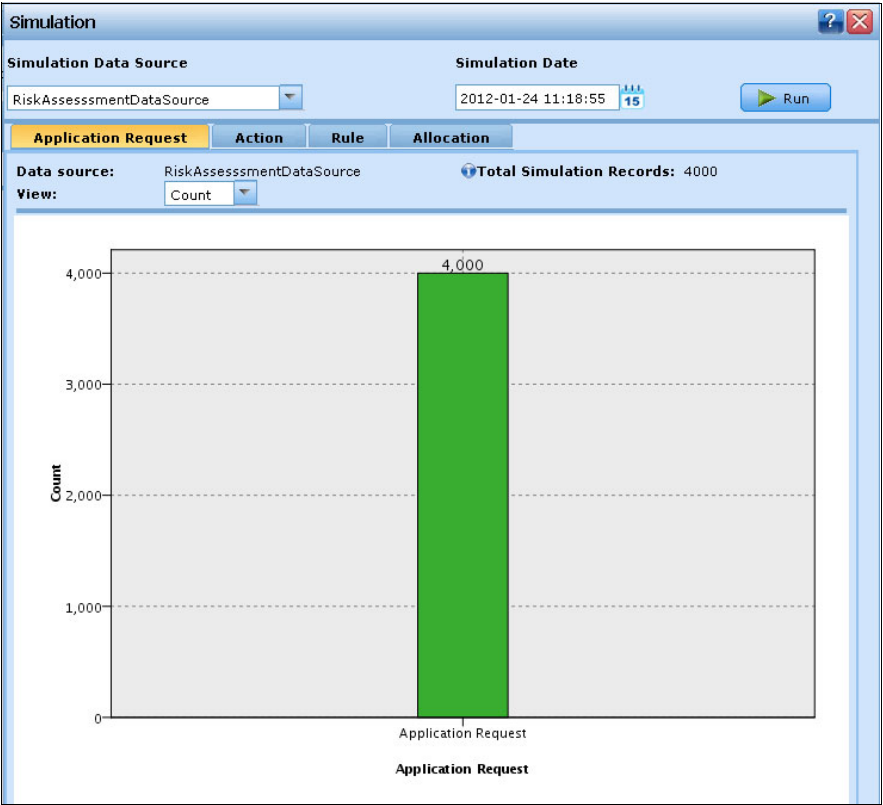 Simulation
?
Simulation Data Source
Simulation Date
RiskAssesssmentDataSource
2012-01-24 11:18:55
15
Run
Application Request
Action
Rule
Allocation
Data source: RiskAssesssmentDataSource
Total Simulation Records: 4000
View: Count
4,000
4,000
3,000
2,000
1,000
0
Count
Application Request
Application Request